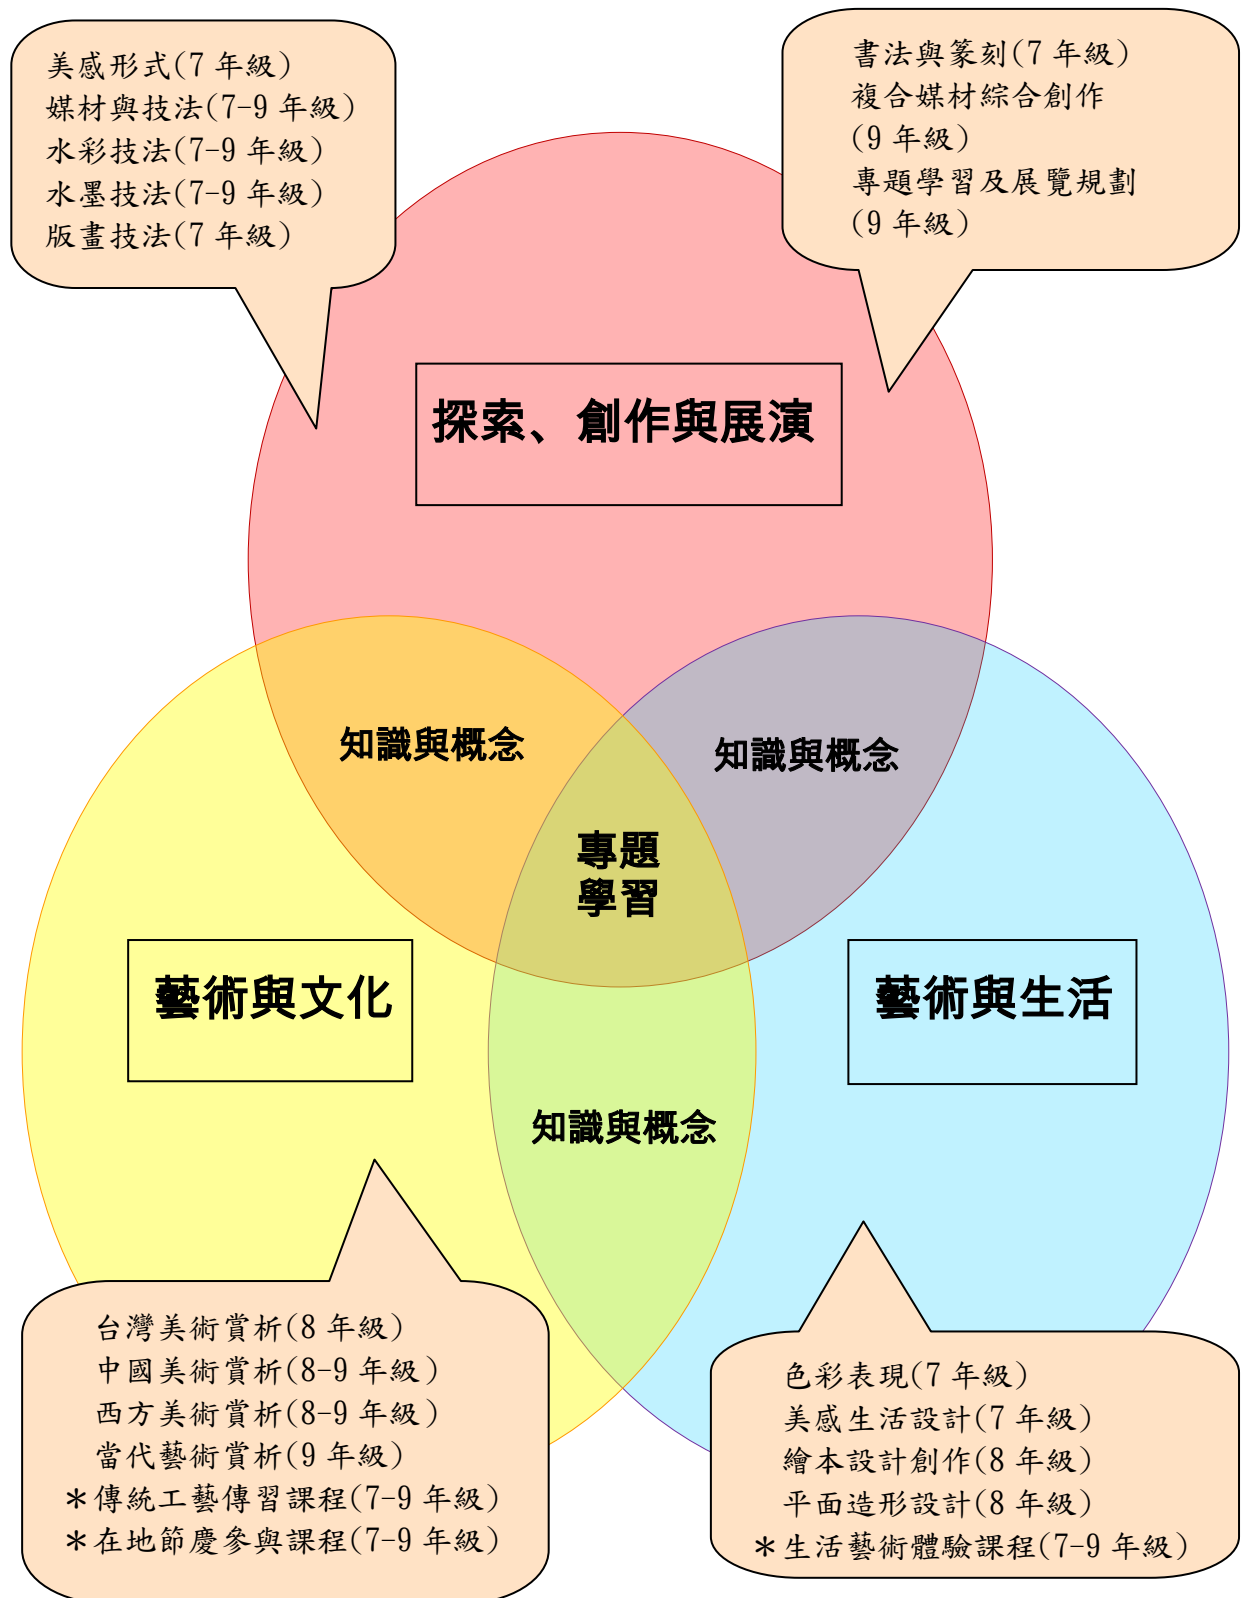 美感形式(7 年級)
媒材與技法(7-9 年級)
水彩技法(7-9 年級)
水墨技法(7-9 年級)
版畫技法(7 年級)
書法與篆刻(7 年級)
複合媒材綜合創作
(9 年級)
專題學習及展覽規劃
(9 年級)
探索、創作與展演
知識與概念
知識與概念
專題
學習
藝術與文化
藝術與生活
知識與概念
台灣美術賞析(8 年級)
中國美術賞析(8-9 年級)
西方美術賞析(8-9 年級)
當代藝術賞析(9 年級)
＊傳統工藝傳習課程(7-9 年級)
＊在地節慶參與課程(7-9 年級)
色彩表現(7 年級)
美感生活設計(7 年級)
繪本設計創作(8 年級)
平面造形設計(8 年級)
＊生活藝術體驗課程(7-9 年級)